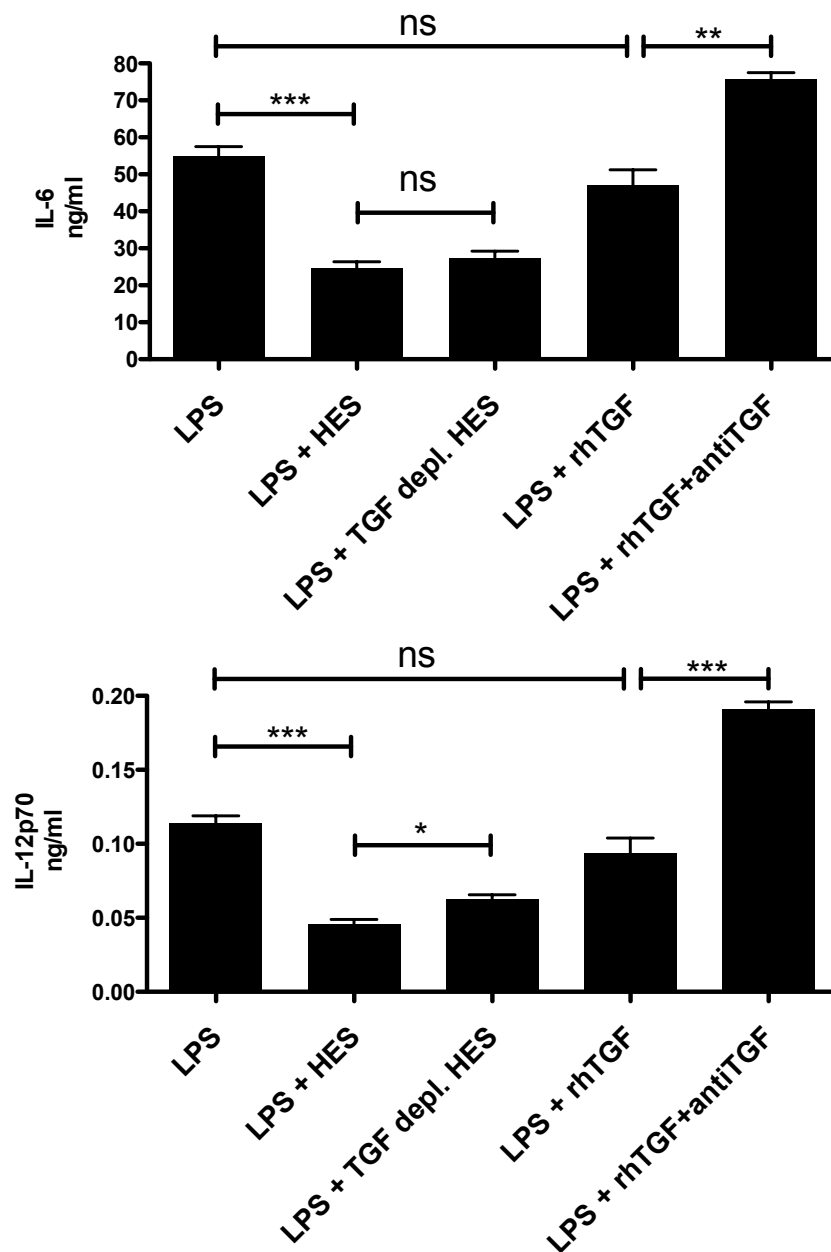 ns
**
***
ns
80
70
60
50
40
30
20
10
0
IL-6
ng/ml
LPS
LPS + HES
LPS + TGF depl. HES
LPS + rhTGF
LPS + rhTGF+antiTGF
ns
***
***
*
0.20
0.15
0.10
0.05
0.00
IL-12p70
ng/ml
LPS
LPS + HES
LPS + TGF depl. HES
LPS + rhTGF
LPS + rhTGF+antiTGF